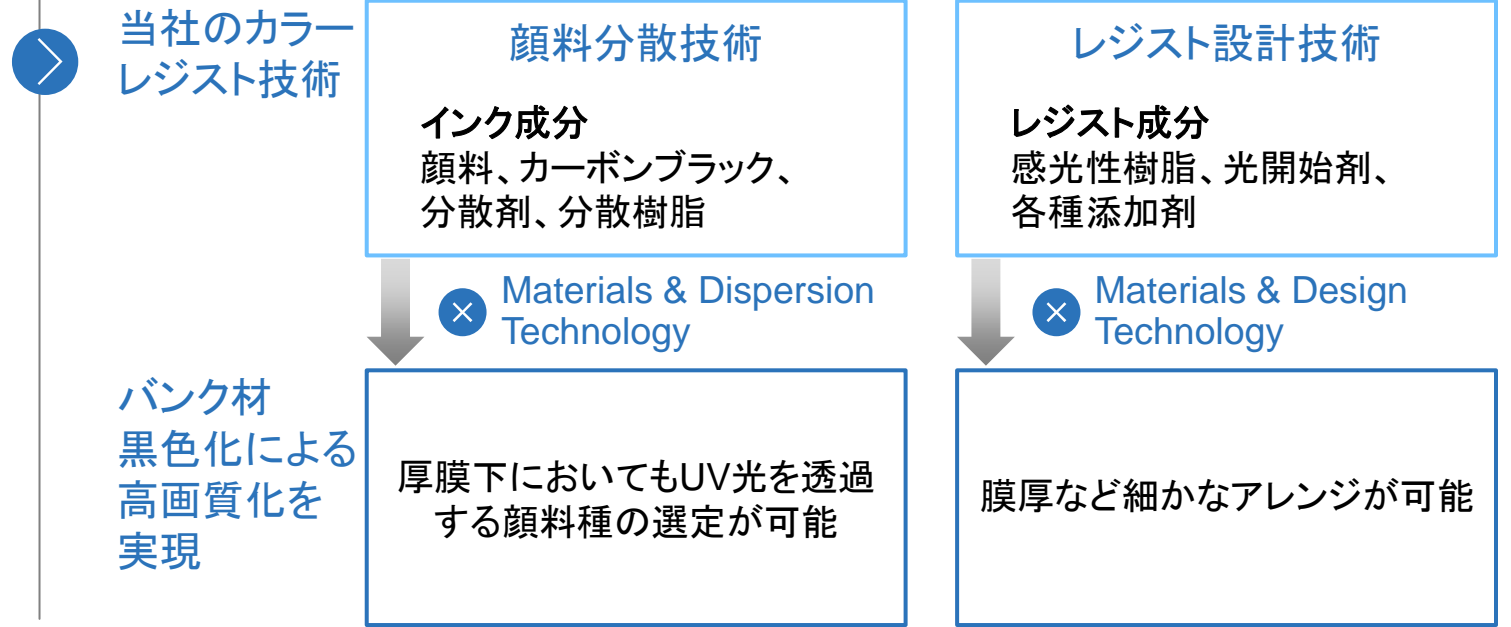 当社のカラー
レジスト技術
顔料分散技術
インク成分
顔料、カーボンブラック、
分散剤、分散樹脂
レジスト設計技術
レジスト成分
感光性樹脂、光開始剤、
各種添加剤
Materials & Dispersion
Technology
Materials & Design
Technology
バンク材
黒色化による
高画質化を
実現
厚膜下においてもUV光を透過
する顔料種の選定が可能
膜厚など細かなアレンジが可能